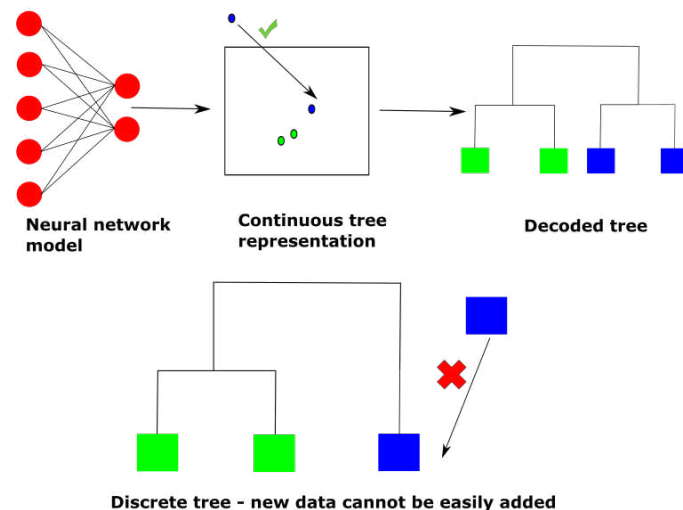 Neural network
model
Continuous tree
representation
Decoded tree
Discrete tree - new data cannot be easily added